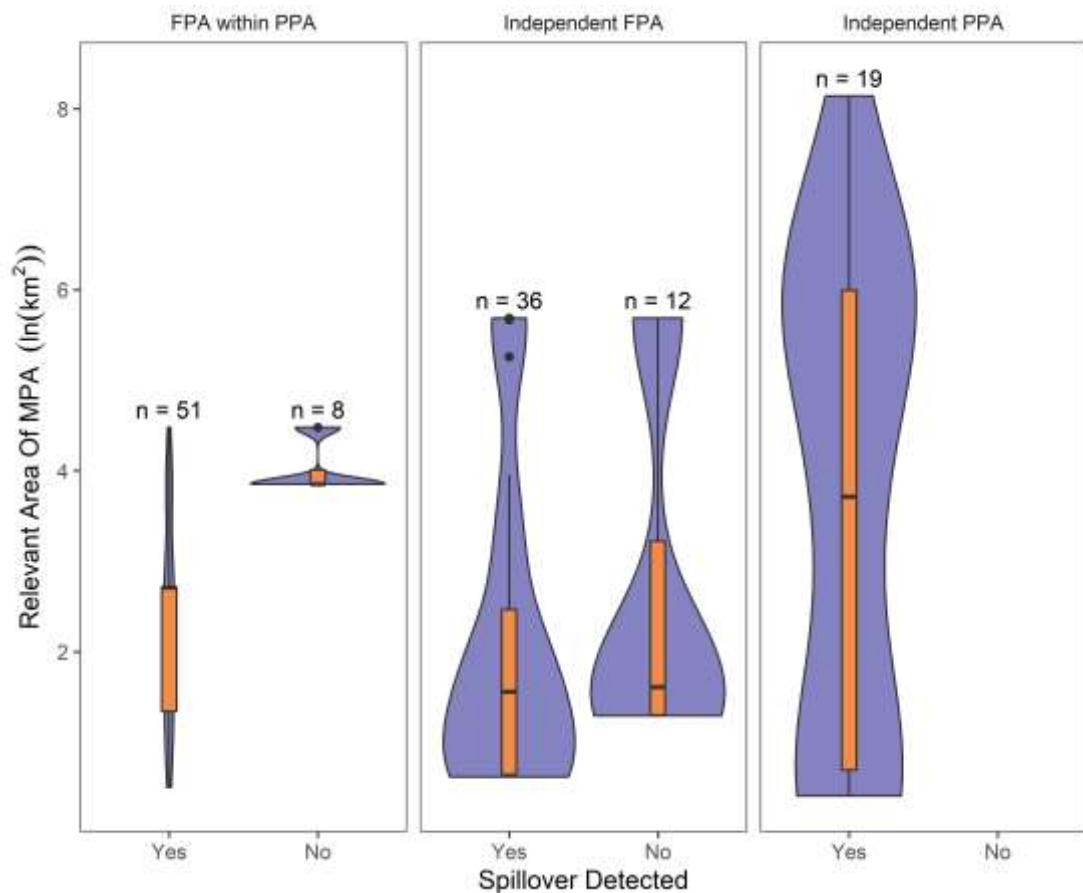 FPA within PPA
Independent FPA
Independent PPA
n = 19
8
6
n = 36
n = 12
n = 51
n = 8
4
2
Relevant Area Of MPA (ln(km²))
Yes
No
Yes
No
Yes
No
Spillover Detected